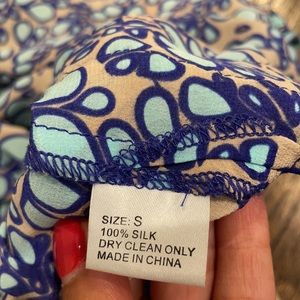 SIZE: S
100% SILK
DRY CLEAN ONLY
MADE IN CHINA